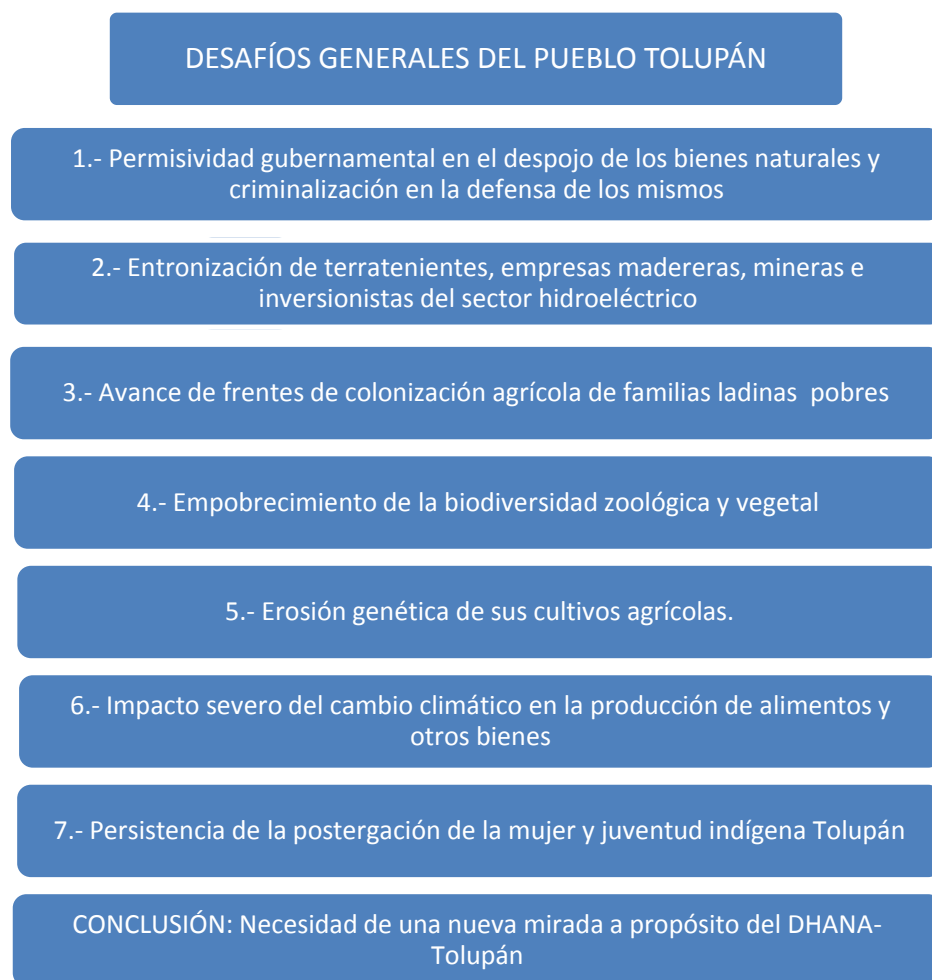 DESAFÍOS GENERALES DEL PUEBLO TOLUPÁN
1.- Permisividad gubernamental en el despojo de los bienes naturales y
criminalización en la defensa de los mismos
2.- Entronización de terratenientes, empresas madereras, mineras e
inversionistas del sector hidroeléctrico
3.- Avance de frentes de colonización agrícola de familias ladinas  pobres
4.- Empobrecimiento de la biodiversidad zoológica y vegetal
5.- Erosión genética de sus cultivos agrícolas.
6.- Impacto severo del cambio climático en la producción de alimentos y
otros bienes
7.- Persistencia de la postergación de la mujer y juventud indígena Tolupán
CONCLUSIÓN: Necesidad de una nueva mirada a propósito del DHANA-
Tolupán